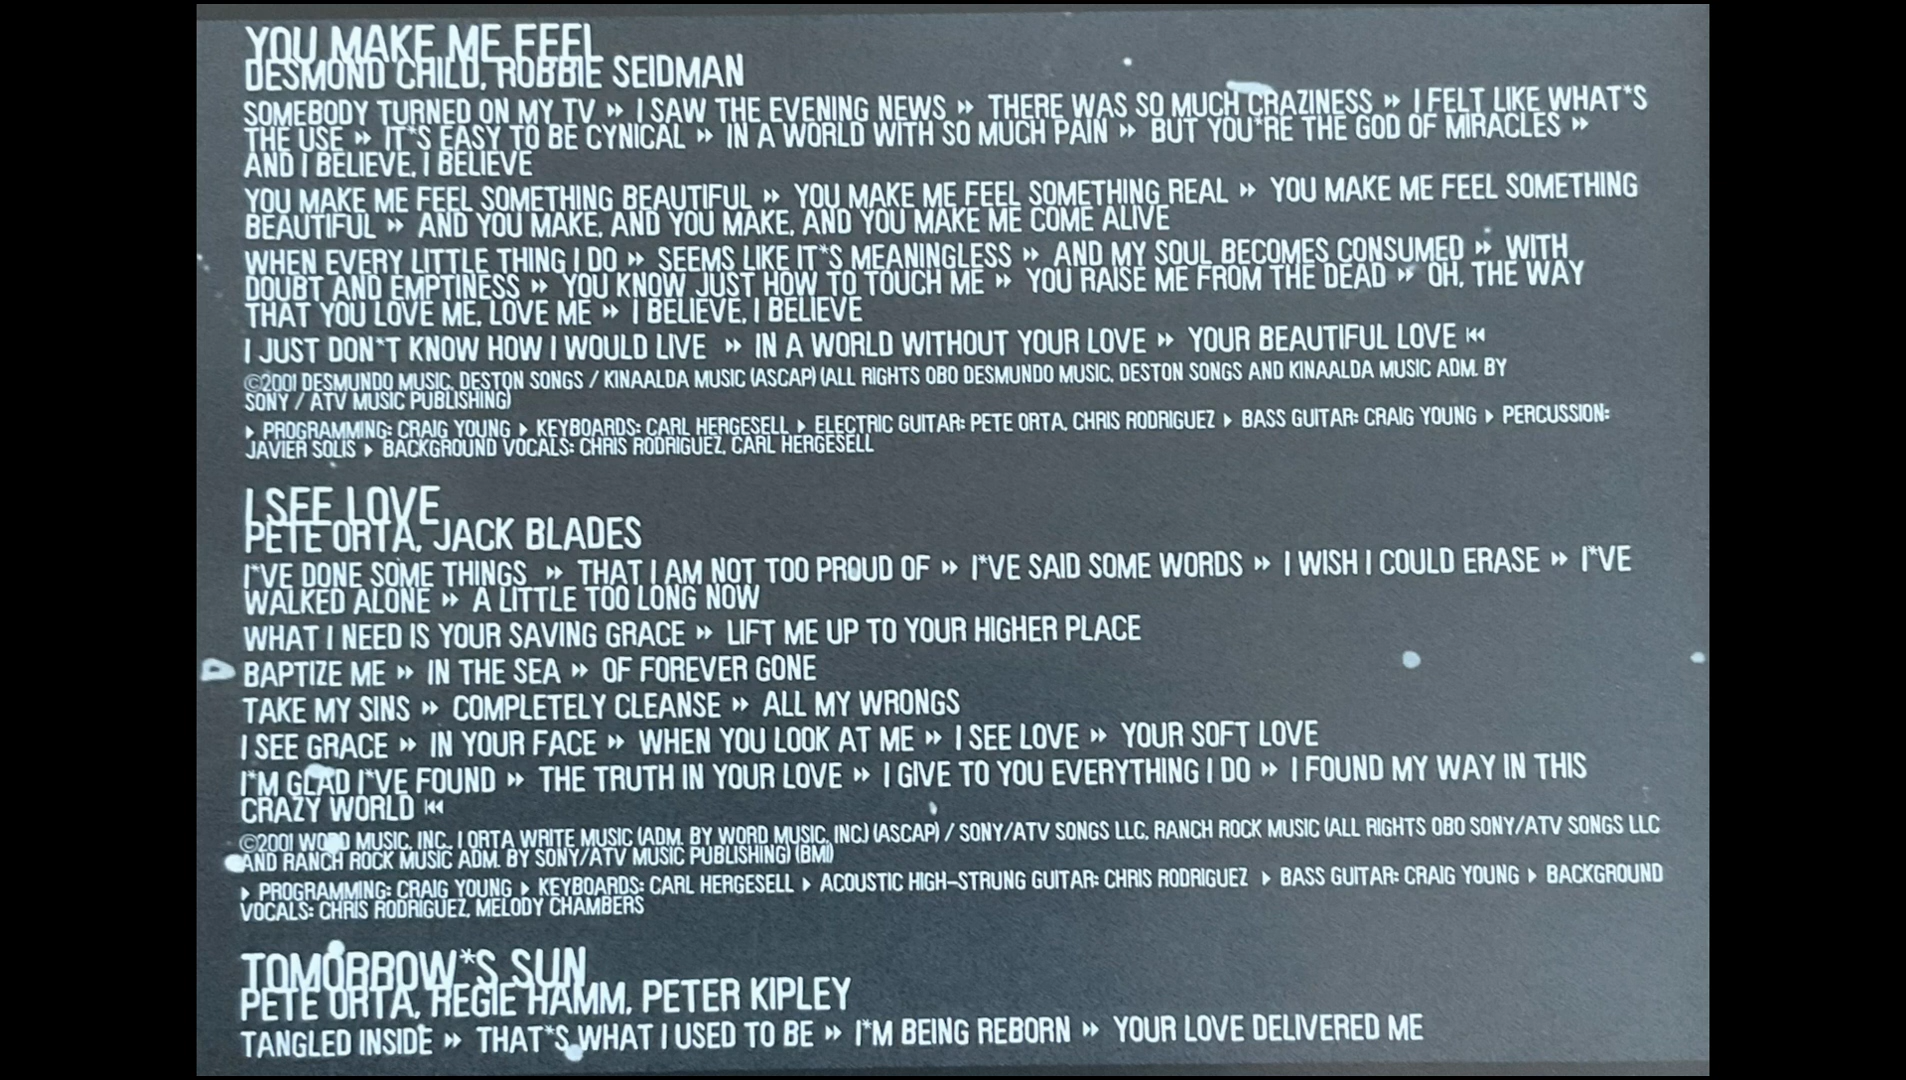 YOU MAKE ME FEEL
DESMOND CHILD, ROBBIE SEIDMAN
SOMEBODY TURNED ON MY TV » I SAW THE EVENING NEWS » THERE WAS SO MUCH CRAZINESS » I FELT LIKE WHAT*S
THE USE » IT*S EASY TO BE CYNICAL » IN A WORLD WITH SO MUCH PAIN » BUT YOU*RE THE GOD OF MIRACLES »
AND I BELIEVE, I BELIEVE
YOU MAKE ME FEEL SOMETHING BEAUTIFUL » YOU MAKE ME FEEL SOMETHING REAL » YOU MAKE ME FEEL SOMETHING
BEAUTIFUL » AND YOU MAKE, AND YOU MAKE, AND YOU MAKE ME COME ALIVE
WHEN EVERY LITTLE THING I DO » SEEMS LIKE IT*S MEANINGLESS » AND MY SOUL BECOMES CONSUMED » WITH
DOUBT AND EMPTINESS » YOU KNOW JUST HOW TO TOUCH ME » YOU RAISE ME FROM THE DEAD » OH, THE WAY
THAT YOU LOVE ME, LOVE ME » I BELIEVE, I BELIEVE
I JUST DON*T KNOW HOW I WOULD LIVE » IN A WORLD WITHOUT YOUR LOVE » YOUR BEAUTIFUL LOVE ⏮
©2001 DESMUNDO MUSIC, DESTON SONGS / KINAALDA MUSIC (ASCAP) (ALL RIGHTS OBO DESMUNDO MUSIC, DESTON SONGS AND KINAALDA MUSIC ADM. BY
SONY / ATV MUSIC PUBLISHING)
▸ PROGRAMMING: CRAIG YOUNG ▸ KEYBOARDS: CARL HERGESELL ▸ ELECTRIC GUITAR: PETE ORTA, CHRIS RODRIGUEZ ▸ BASS GUITAR: CRAIG YOUNG ▸ PERCUSSION:
JAVIER SOLIS ▸ BACKGROUND VOCALS: CHRIS RODRIGUEZ, CARL HERGESELL
I SEE LOVE
PETE ORTA, JACK BLADES
I*VE DONE SOME THINGS » THAT I AM NOT TOO PROUD OF » I*VE SAID SOME WORDS » I WISH I COULD ERASE » I*VE
WALKED ALONE » A LITTLE TOO LONG NOW
WHAT I NEED IS YOUR SAVING GRACE » LIFT ME UP TO YOUR HIGHER PLACE
BAPTIZE ME » IN THE SEA » OF FOREVER GONE
TAKE MY SINS » COMPLETELY CLEANSE » ALL MY WRONGS
I SEE GRACE » IN YOUR FACE » WHEN YOU LOOK AT ME » I SEE LOVE » YOUR SOFT LOVE
I*M GLAD I*VE FOUND » THE TRUTH IN YOUR LOVE » I GIVE TO YOU EVERYTHING I DO » I FOUND MY WAY IN THIS
CRAZY WORLD ⏮
©2001 WORD MUSIC, INC., I ORTA WRITE MUSIC (ADM. BY WORD MUSIC, INC.) (ASCAP) / SONY/ATV SONGS LLC, RANCH ROCK MUSIC (ALL RIGHTS OBO SONY/ATV SONGS LLC
AND RANCH ROCK MUSIC ADM. BY SONY/ATV MUSIC PUBLISHING) (BMI)
▸ PROGRAMMING: CRAIG YOUNG ▸ KEYBOARDS: CARL HERGESELL ▸ ACOUSTIC HIGH-STRUNG GUITAR: CHRIS RODRIGUEZ ▸ BASS GUITAR: CRAIG YOUNG ▸ BACKGROUND
VOCALS: CHRIS RODRIGUEZ, MELODY CHAMBERS
TOMORROW*S SUN
PETE ORTA, REGIE HAMM, PETER KIPLEY
TANGLED INSIDE » THAT*S WHAT I USED TO BE » I*M BEING REBORN » YOUR LOVE DELIVERED ME